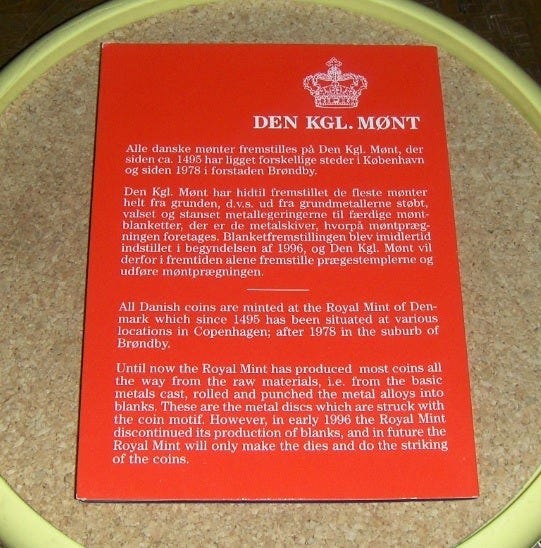 DEN KGL. MØNT
Alle danske mønter fremstilles på Den Kgl. Mønt, der
siden ca. 1495 har ligget forskellige steder i København
og siden 1978 i forstaden Brøndby.
Den Kgl. Mønt har hidtil fremstillet de fleste mønter
helt fra grunden, d.v.s. ud fra grundmetallerne støbt,
valset og stanset metallegeringerne til færdige mønt-
blanketter, der er de metalskiver, hvorpå møntpræg-
ningen foretages. Blanketfremstillingen blev imidlertid
indstillet i begyndelsen af 1996, og Den Kgl. Mønt vil
derfor i fremtiden alene fremstille prægestemplerne og
udføre møntprægningen.
All Danish coins are minted at the Royal Mint of Den-
mark which since 1495 has been situated at various
locations in Copenhagen; after 1978 in the suburb of
Brøndby.
Until now the Royal Mint has produced most coins all
the way from the raw materials, i.e. from the basic
metals cast, rolled and punched the metal alloys into
blanks. These are the metal discs which are struck with
the coin motif. However, in early 1996 the Royal Mint
discontinued its production of blanks, and in future the
Royal Mint will only make the dies and do the striking
of the coins.